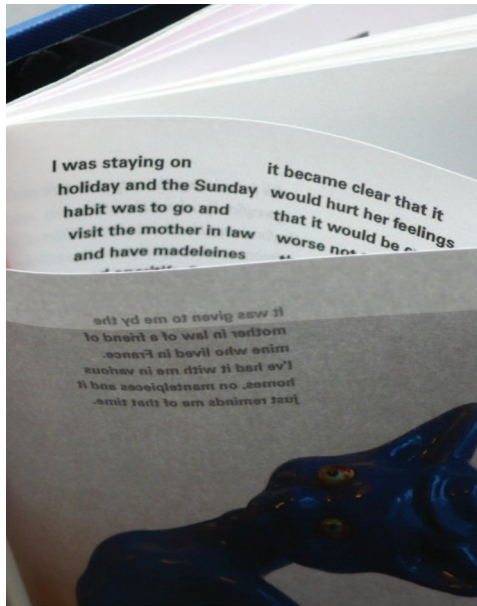 I was staying on
holiday and the Sunday
habit was to go and
visit the mother in law
and have madeleines
it became clear that it
would hurt her feelings
that it would be
worse not
It was given to me by the
mother in law of a friend of
mine who lived in France.
I've had it with me in various
homes, on mantelpieces and it
just reminds me of that time.